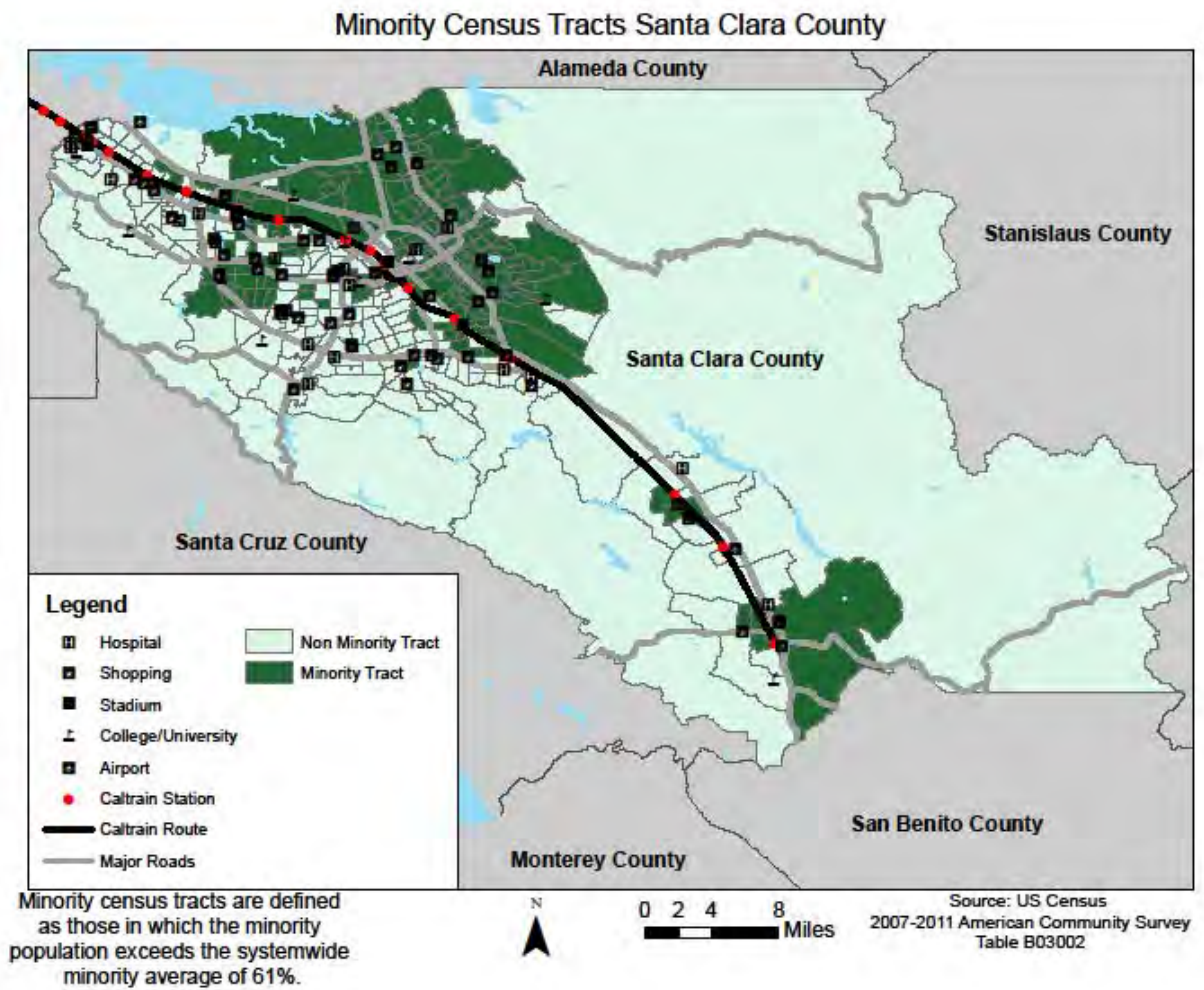 Minority Census Tracts Santa Clara County
Alameda County
Stanislaus County
Santa Clara County
Santa Cruz County
Legend
Hospital
Shopping
Stadium
College/University
Airport
Caltrain Station
Caltrain Route
Major Roads
Non Minority Tract
Minority Tract
San Benito County
Monterey County
Minority census tracts are defined
as those in which the minority
population exceeds the systemwide
minority average of 61%.
N
0 2 4 8
Miles
Source: US Census
2007-2011 American Community Survey
Table B03002